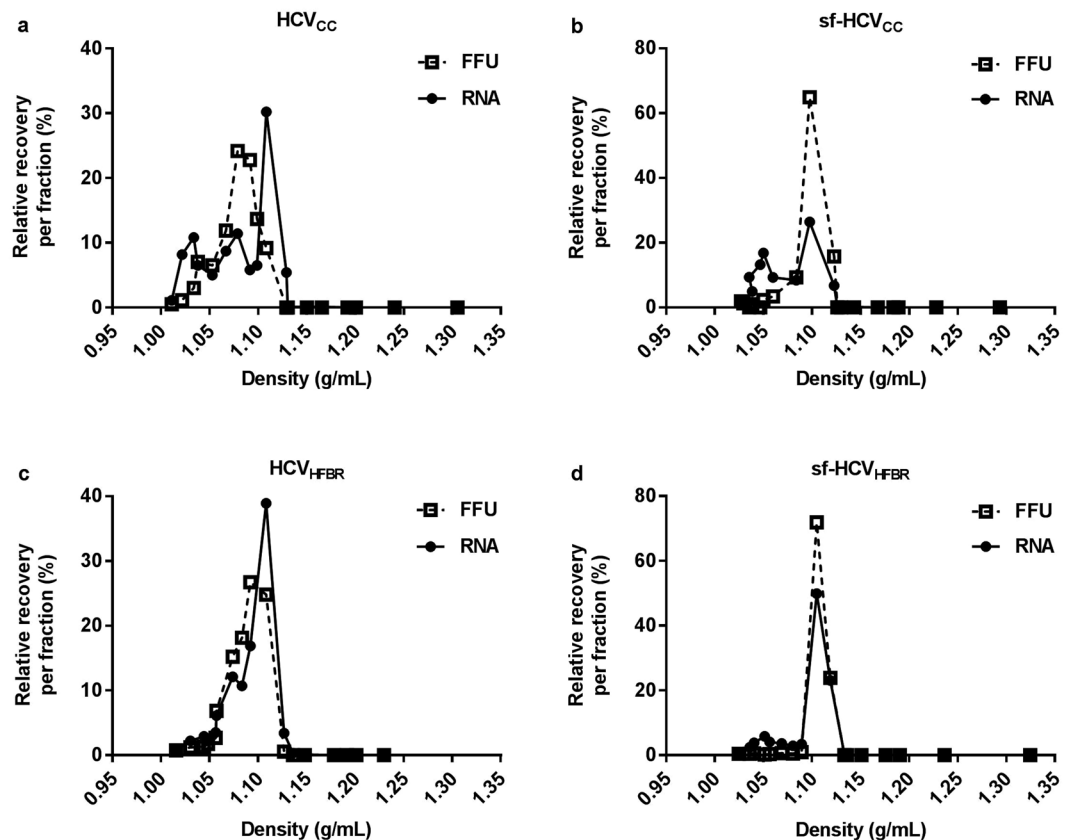 a
HCVCC
Relative recovery
per fraction (%)
40
30
20
10
0
FFU
RNA
0.95
1.00
1.05
1.10
1.15
1.20
1.25
1.30
1.35
Density (g/mL)
b
sf-HCVCC
Relative recovery
per fraction (%)
80
60
40
20
0
FFU
RNA
0.95
1.00
1.05
1.10
1.15
1.20
1.25
1.30
1.35
Density (g/mL)
c
HCVHFBR
Relative recovery
per fraction (%)
40
30
20
10
0
FFU
RNA
0.95
1.00
1.05
1.10
1.15
1.20
1.25
1.30
1.35
Density (g/mL)
d
sf-HCVHFBR
Relative recovery
per fraction (%)
80
60
40
20
0
FFU
RNA
0.95
1.00
1.05
1.10
1.15
1.20
1.25
1.30
1.35
Density (g/mL)